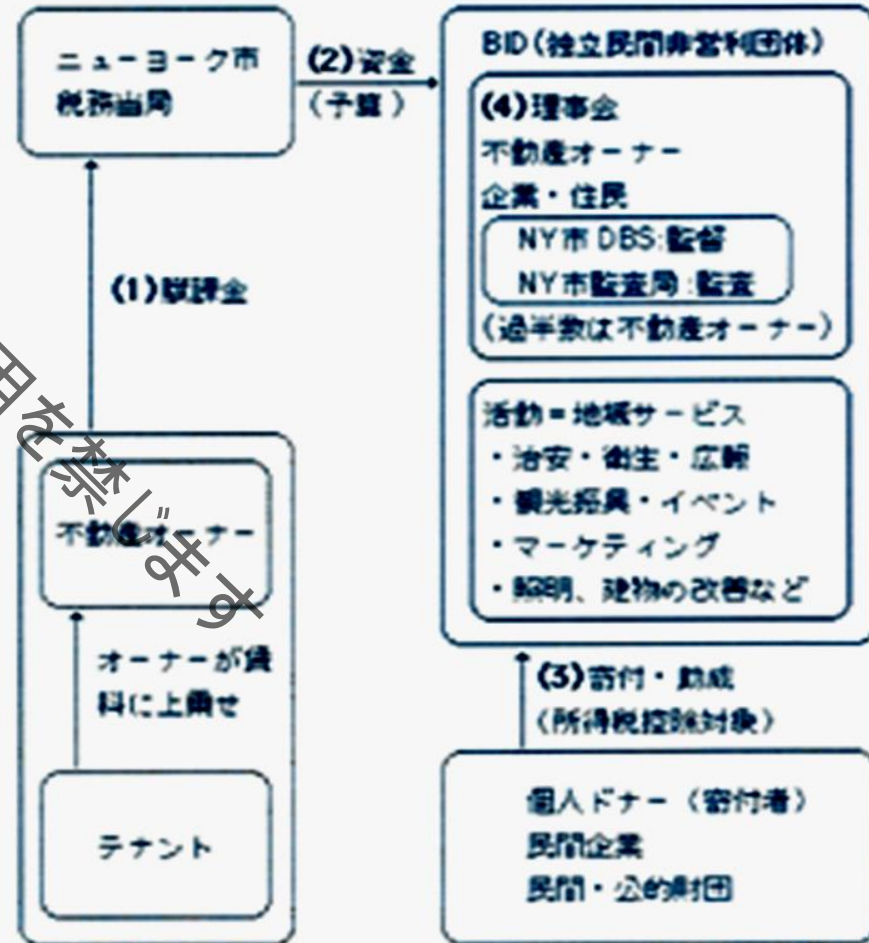 ニューヨーク市
税務当局
(2)資金
(予算)
BID(独立民間非営利団体)
(4)理事会
不動産オーナー
企業・住民
NY市 DBS:監督
NY市監査局:監査
(過半数は不動産オーナー)
(1)賦課金
活動=地域サービス
・治安・衛生・広報
・観光振興・イベント
・マーケティング
・照明、建物の改善など
不動産オーナー
オーナーが賃
料に上乗せ
テナント
(3)寄付・助成
(所得税控除対象)
個人ドナー(寄付者)
民間企業
民間・公的財団
用を禁じます